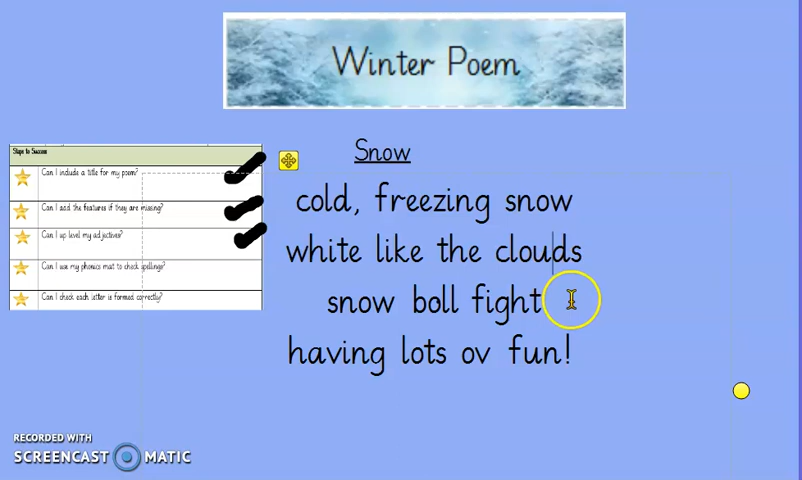 Winter Poem
Steps to Success
Can I include a title for my poem?
Can I add the features if they are missing?
Can I up level my adjectives?
Can I use my phonics mat to check spellings?
Can I check each letter is formed correctly?
Snow
cold, freezing snow
white like the clouds
snow boll fight
having lots ov fun!
RECORDED WITH
SCREENCAST MATIC